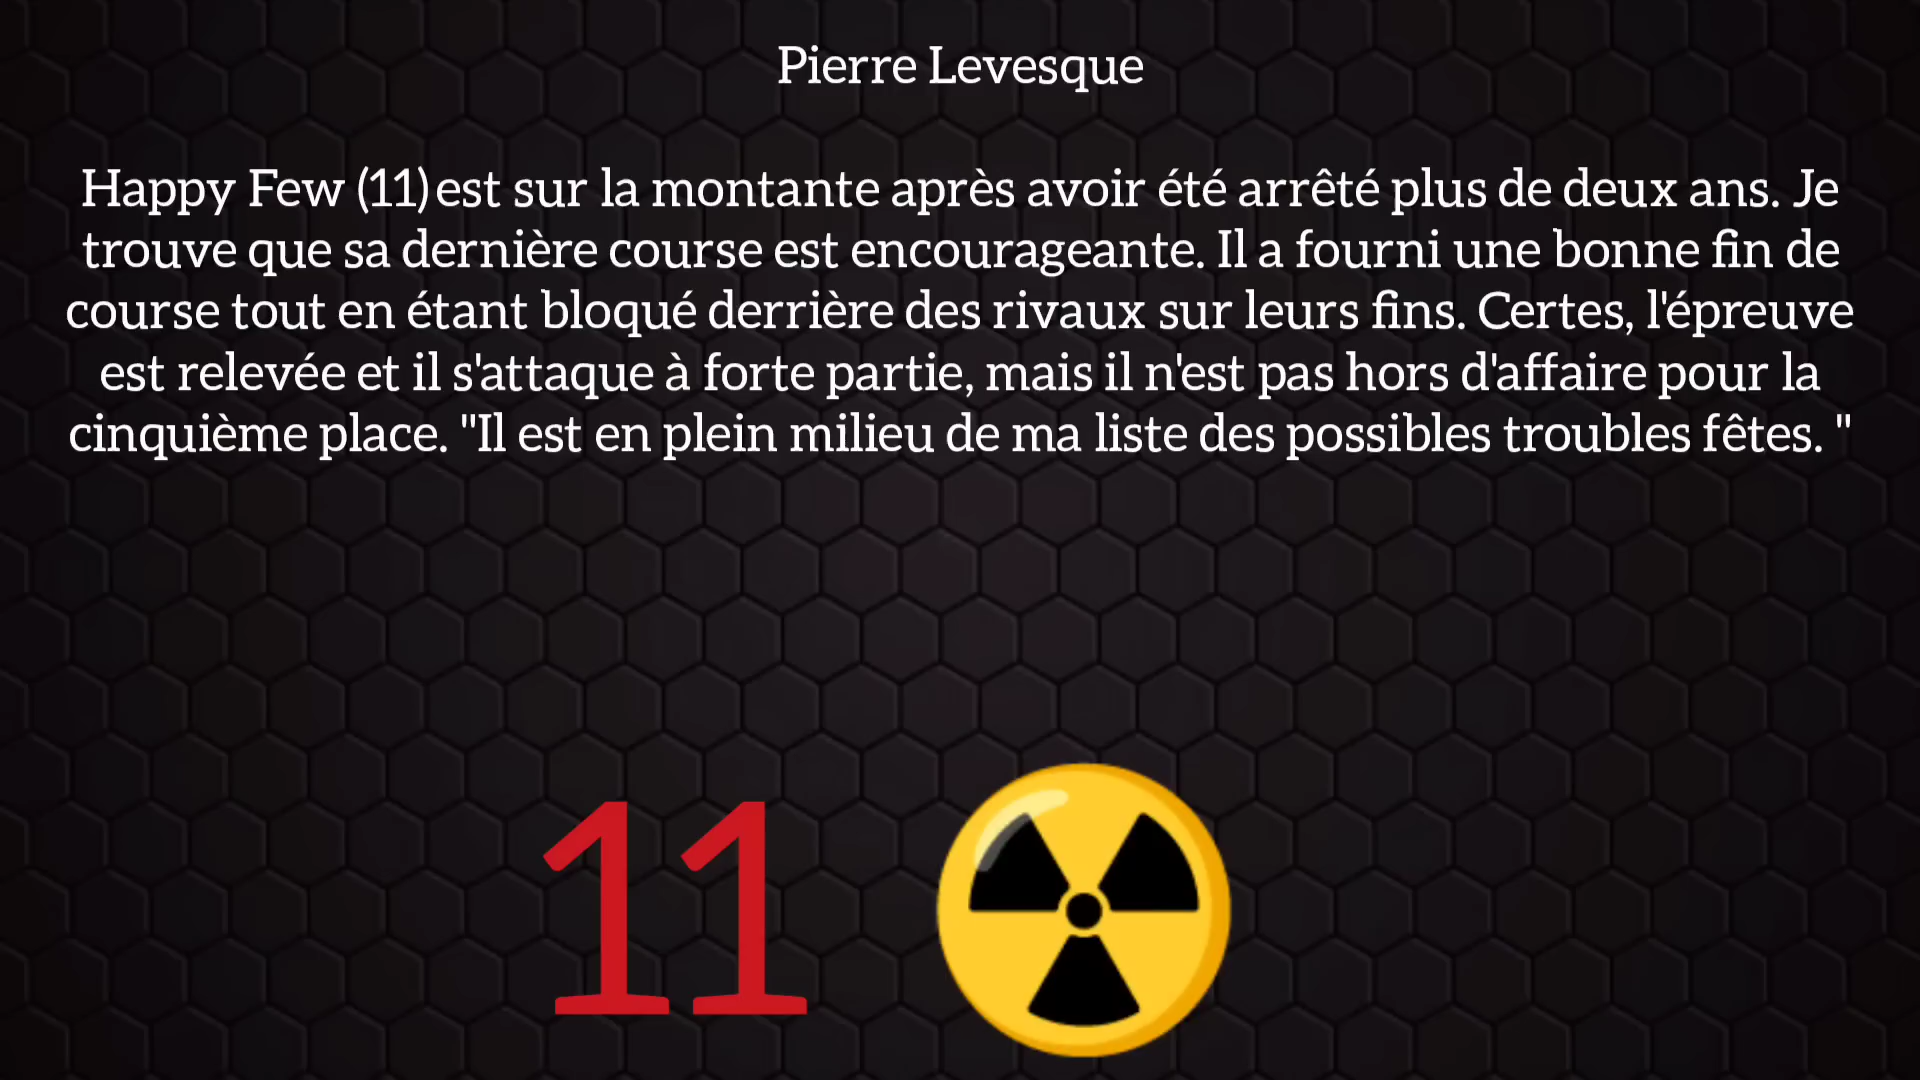 Pierre Levesque
Happy Few (11) est sur la montante après avoir été arrêté plus de deux ans. Je
trouve que sa dernière course est encourageante. Il a fourni une bonne fin de
course tout en étant bloqué derrière des rivaux sur leurs fins. Certes, l'épreuve
est relevée et il s'attaque à forte partie, mais il n'est pas hors d'affaire pour la
cinquième place. "Il est en plein milieu de ma liste des possibles troubles fêtes. "
11